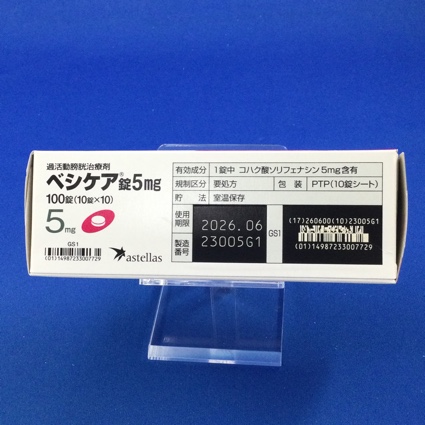 過活動膀胱治療剤
ベシケア®錠5mg
100錠(10錠×10)
5mg
GS1
(01)14987233007729
astellas
有効成分 1錠中 コハク酸ソリフェナシン5mg含有
規制区分 要処方 包装 PTP(10錠シート)
貯法 室温保存
使用期限 2026.06
製造番号 23005G1
GS1
(17)260600(10)23005G1
(01)14987233007729